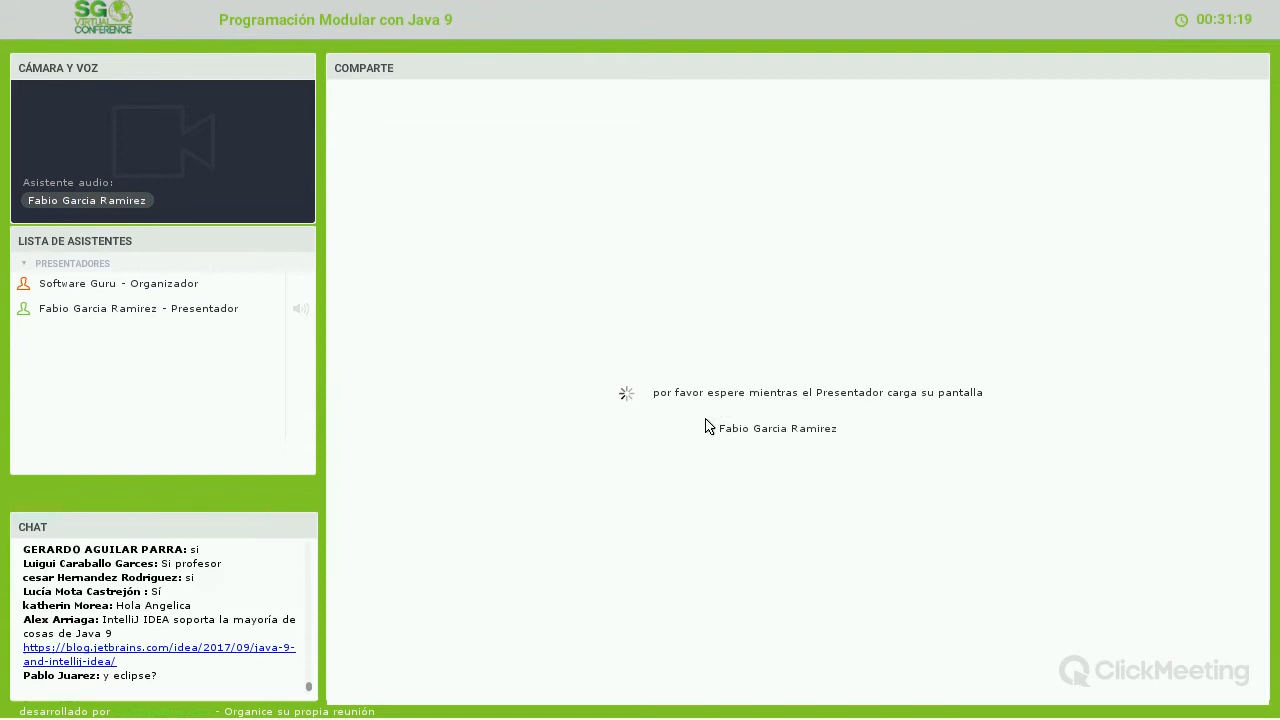 SG
VIRTUAL
CONFERENCE
Programación Modular con Java 9
00:31:19
CÁMARA Y VOZ
Asistente audio:
Fabio Garcia Ramirez
LISTA DE ASISTENTES
PRESENTADORES
Software Guru - Organizador
Fabio Garcia Ramirez - Presentador
CHAT
GERARDO AGUILAR PARRA: si
Luigui Caraballo Garces: Si profesor
cesar Hernandez Rodriguez: si
Lucía Mota Castrejón : Sí
katherin Morea: Hola Angelica
Alex Arriaga: IntelliJ IDEA soporta la mayoría de
cosas de Java 9
https://blog.jetbrains.com/idea/2017/09/java-9-
and-intellij-idea/
Pablo Juarez: y eclipse?
COMPARTE
por favor espere mientras el Presentador carga su pantalla
Fabio Garcia Ramirez
ClickMeeting
desarrollado por - Organice su propia reunión